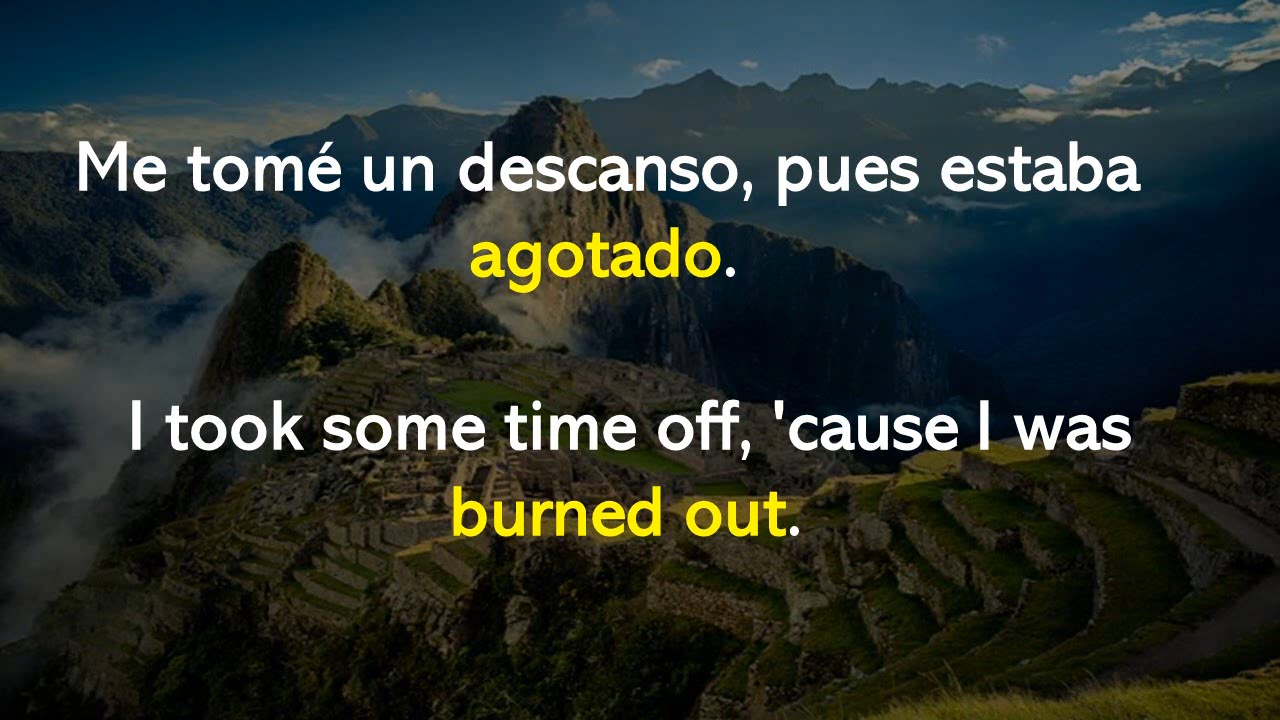 Me tomé un descanso, pues estaba
agotado.
I took some time off, 'cause I was
burned out.